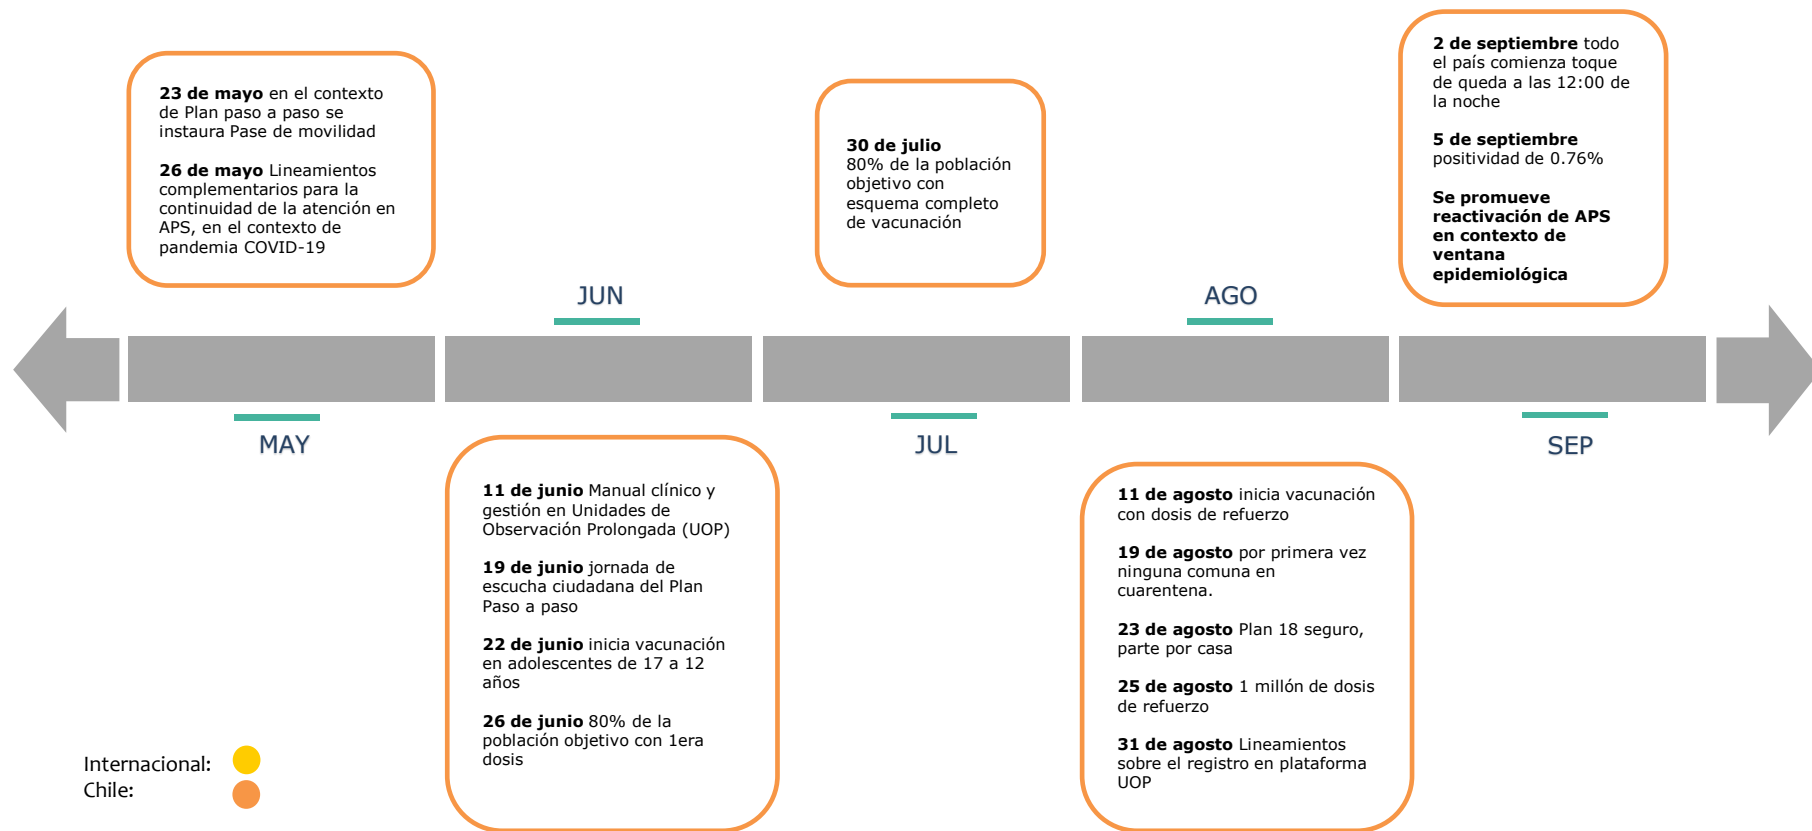 23 de mayo en el contexto
de Plan paso a paso se
instaura Pase de movilidad
26 de mayo Lineamientos
complementarios para la
continuidad de la atención en
APS, en el contexto de
pandemia COVID-19
30 de julio
80% de la población
objetivo con
esquema completo
de vacunación
2 de septiembre todo
el país comienza toque
de queda a las 12:00 de
la noche
5 de septiembre
positividad de 0.76%
Se promueve
reactivación de APS
en contexto de
ventana
epidemiológica
JUN
AGO
MAY
JUL
SEP
11 de junio Manual clínico y
gestión en Unidades de
Observación Prolongada (UOP)
19 de junio jornada de
escucha ciudadana del Plan
Paso a paso
22 de junio inicia vacunación
en adolescentes de 17 a 12
años
26 de junio 80% de la
población objetivo con 1era
dosis
11 de agosto inicia vacunación
con dosis de refuerzo
19 de agosto por primera vez
ninguna comuna en
cuarentena.
23 de agosto Plan 18 seguro,
parte por casa
25 de agosto 1 millón de dosis
de refuerzo
31 de agosto Lineamientos
sobre el registro en plataforma
UOP
Internacional:
Chile: